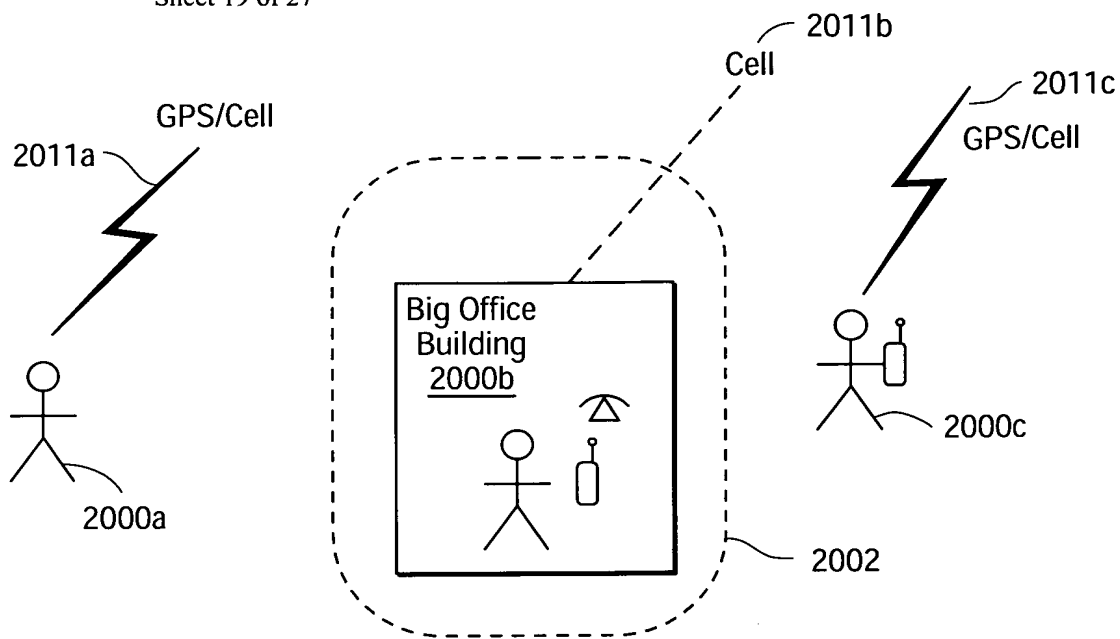 Sheet 19 of 27
2011b
Cell
2011c
GPS/Cell
GPS/Cell
2011a
Big Office
Building
2000b
2000c
2000a
2002